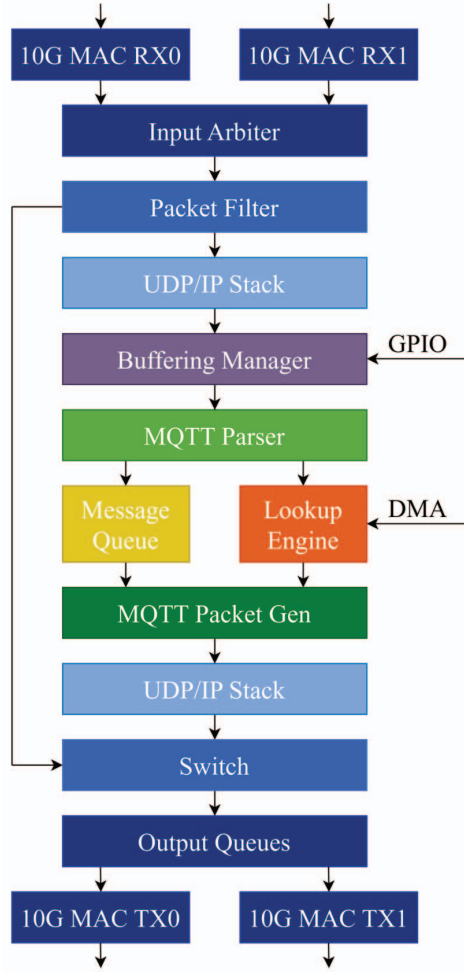 10G MAC RX0
10G MAC RX1
Input Arbiter
Packet Filter
UDP/IP Stack
Buffering Manager
GPIO
MQTT Parser
Message
Queue
Lookup
Engine
DMA
MQTT Packet Gen
UDP/IP Stack
Switch
Output Queues
10G MAC TX0
10G MAC TX1